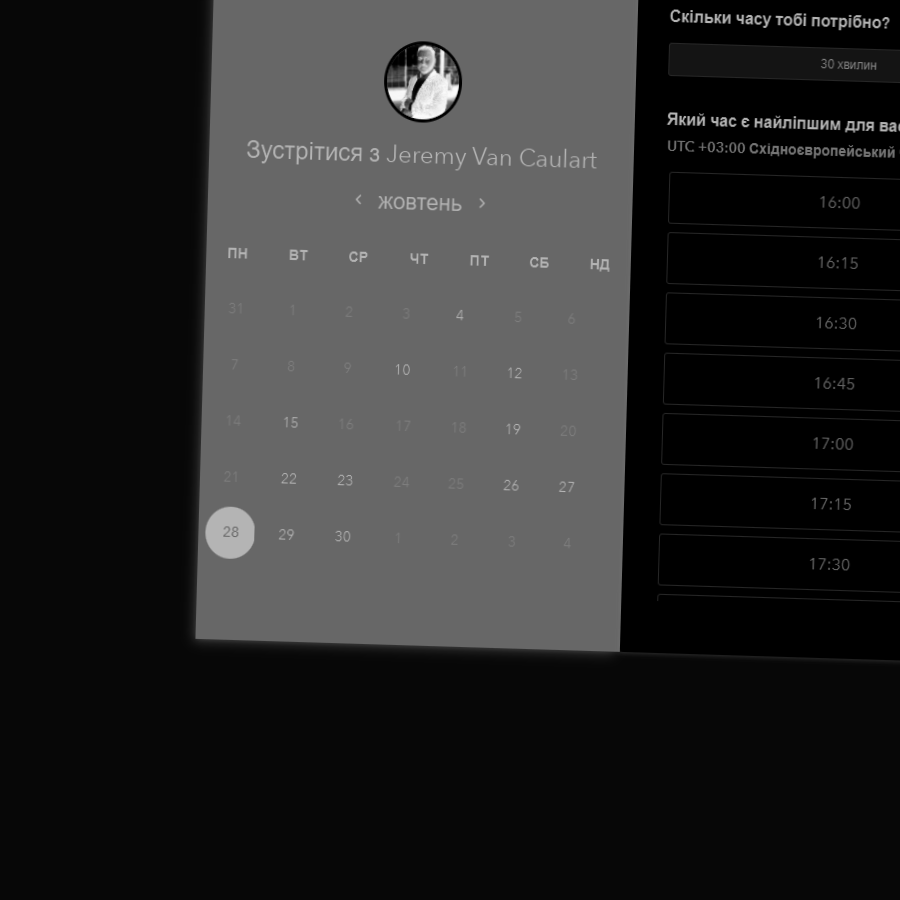 Зустрітися з Jeremy Van Caulart
жовтень
ПН ВТ СР ЧТ ПТ СБ НД
31 1 2 3 4 5 6
7 8 9 10 11 12 13
14 15 16 17 18 19 20
21 22 23 24 25 26 27
28 29 30 1 2 3 4
Скільки часу тобі потрібно?
30 хвилин
Який час є найліпшим для
UTC +03:00 Східноєвропейський
16:00
16:15
16:30
16:45
17:00
17:15
17:30